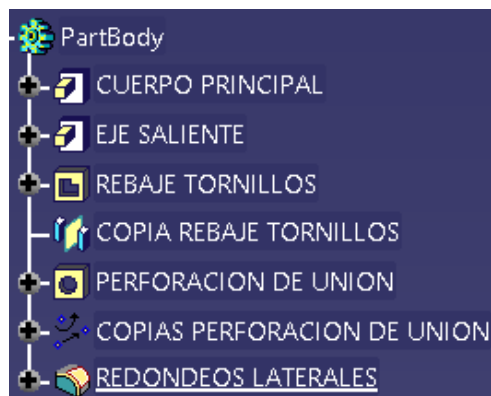 PartBody
CUERPO PRINCIPAL
EJE SALIENTE
REBAJE TORNILLOS
COPIA REBAJE TORNILLOS
PERFORACION DE UNION
COPIAS PERFORACION DE UNION
REDONDEOS LATERALES